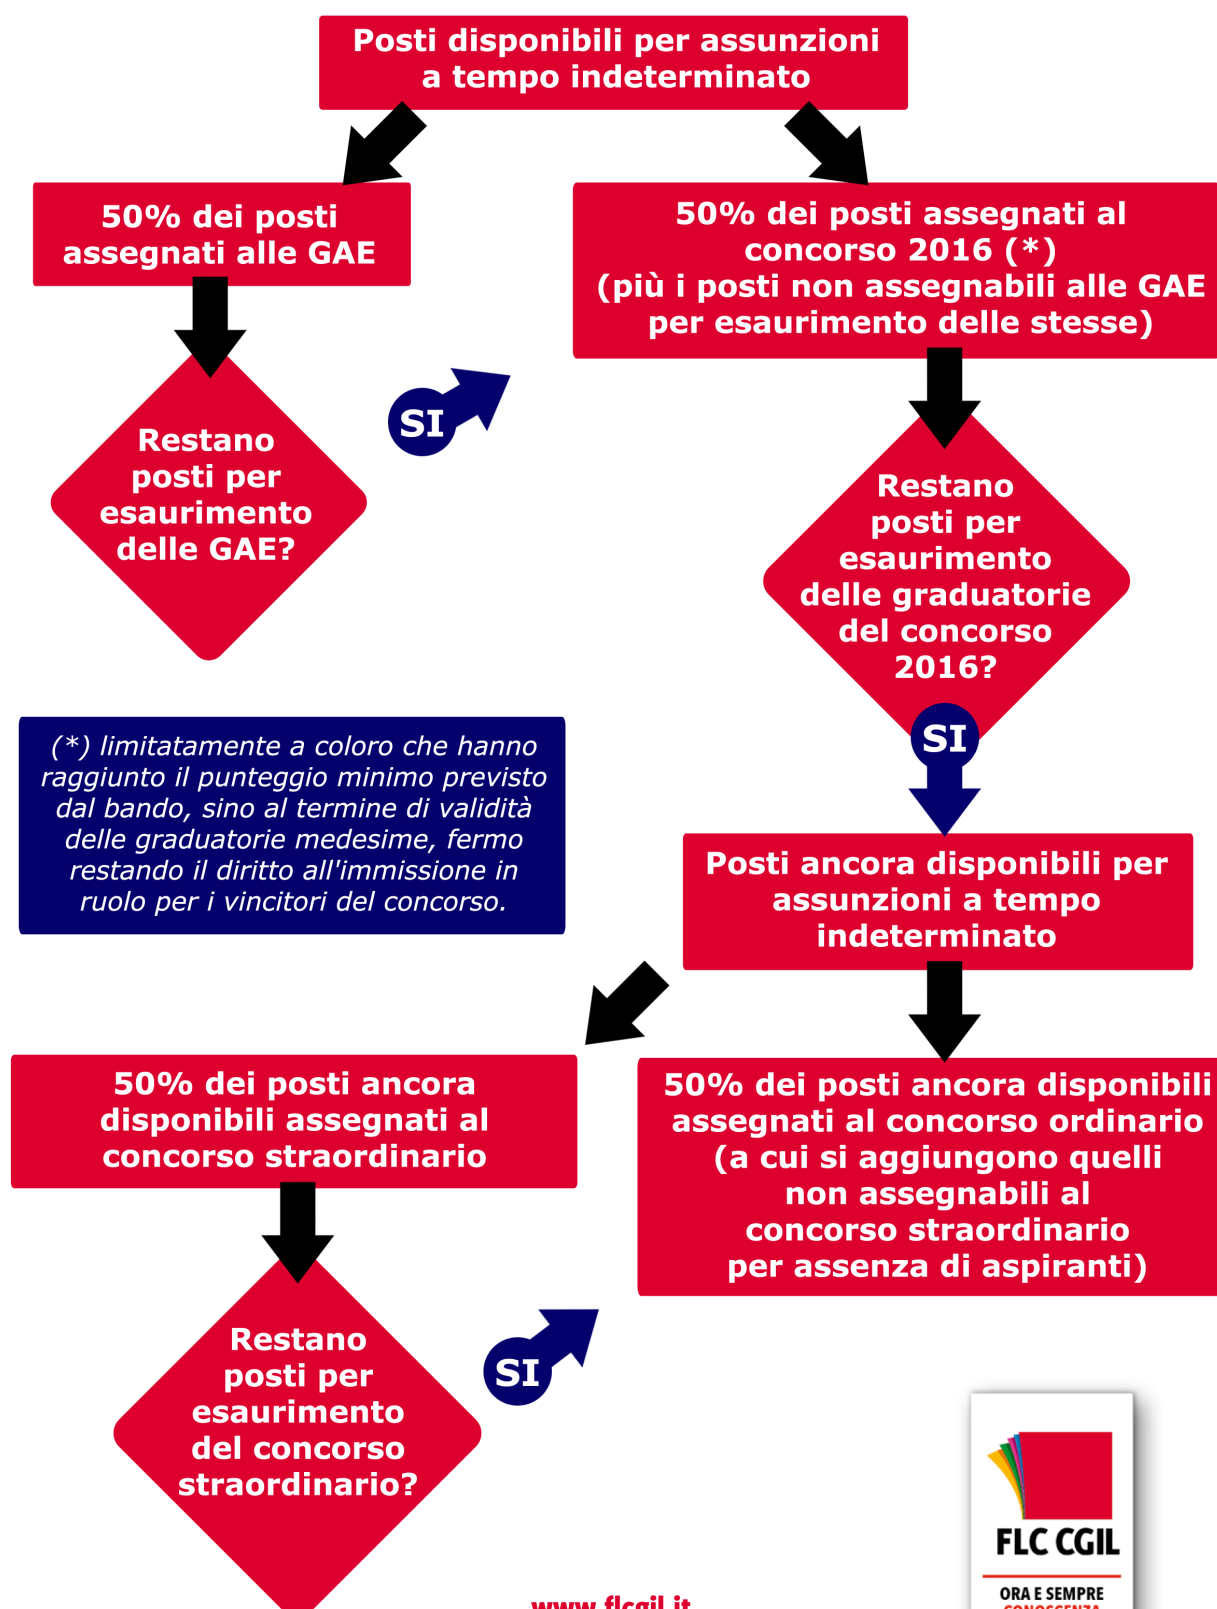 Posti disponibili per assunzioni
a tempo indeterminato
50% dei posti
assegnati alle GAE
50% dei posti assegnati al
concorso 2016 (*)
(più i posti non assegnabili alle GAE
per esaurimento delle stesse)
SI
Restano
posti per
esaurimento
delle GAE?
Restano
posti per
esaurimento
delle graduatorie
del concorso
2016?
SI
(*) limitatamente a coloro che hanno
raggiunto il punteggio minimo previsto
dal bando, sino al termine di validità
delle graduatorie medesime, fermo
restando il diritto all'immissione in
ruolo per i vincitori del concorso.
Posti ancora disponibili per
assunzioni a tempo
indeterminato
50% dei posti ancora
disponibili assegnati al
concorso straordinario
50% dei posti ancora disponibili
assegnati al concorso ordinario
(a cui si aggiungono quelli
non assegnabili al
concorso straordinario
per assenza di aspiranti)
Restano
posti per
esaurimento
del concorso
straordinario?
SI
FLC CGIL
ORA E SEMPRE
CONOSCENZA
www.flcgil.it